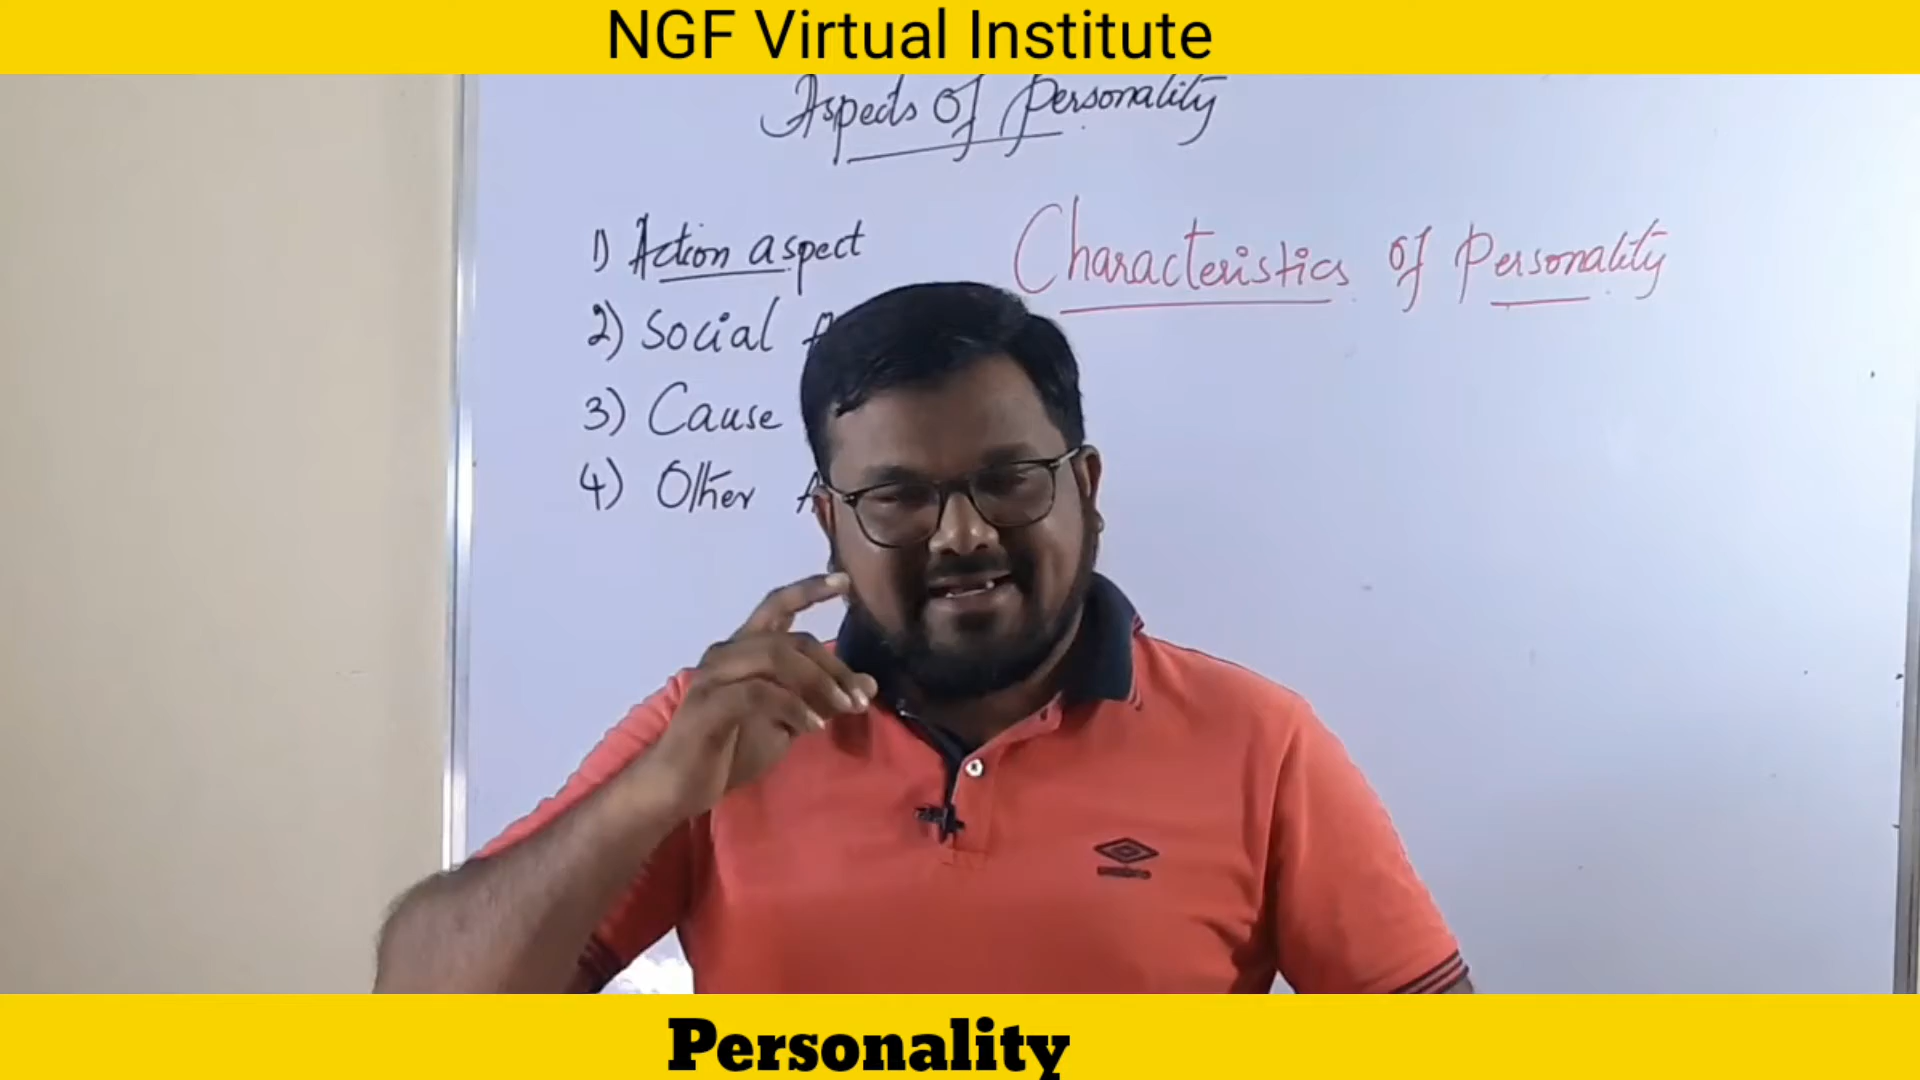 NGF Virtual Institute
Aspects of Personality
1) Action aspect
Characteristics of Personality
2) Social A
3) Cause
4) Other A
Personality